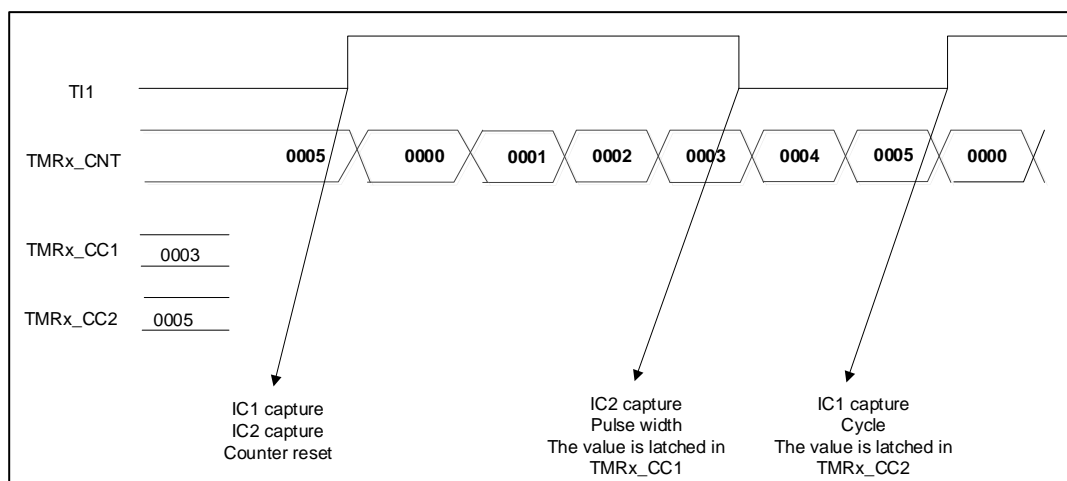 TI1
TMRx_CNT
0005 0000 0001 0002 0003 0004 0005 0000
TMRx_CC1
0003
TMRx_CC2
0005
IC1 capture
IC2 capture
Counter reset
IC2 capture
Pulse width
The value is latched in
TMRx_CC1
IC1 capture
Cycle
The value is latched in
TMRx_CC2